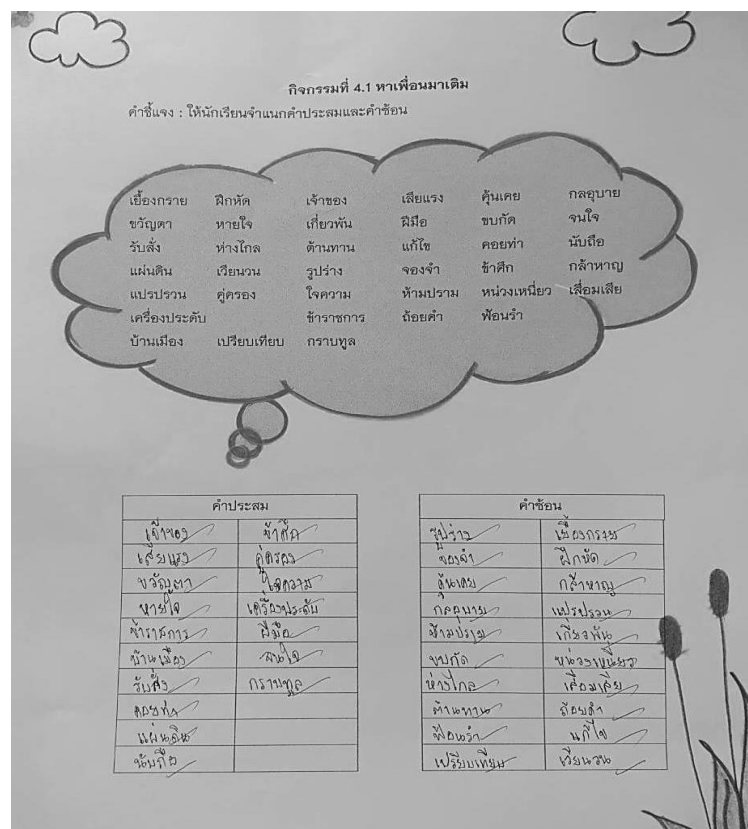 กิจกรรมที่ 4.1 หาเพื่อนมาเติม
คำชี้แจง : ให้นักเรียนจำแนกคำประสมและคำซ้อน
เยื้องกราย ฝึกหัด เจ้าของ เสียแรง คุ้นเคย กลอุบาย
ขวัญตา หายใจ เกี่ยวพัน ฝีมือ ขบกัด จนใจ
รับสั่ง ห่างไกล ต้านทาน แก้ไข คอยท่า นับถือ
แผ่นดิน เวียนวน รูปร่าง จองจำ ข้าศึก กล้าหาญ
แปรปรวน คู่ครอง ใจความ ห้ามปราม หน่วงเหนี่ยว เสื่อมเสีย
เครื่องประดับ ข้าราชการ ถ้อยคำ ฟ้อนรำ
บ้านเมือง เปรียบเทียบ กราบทูล
คำประสม คำซ้อน
เจ้าของ ข้าศึก รูปร่าง เยื้องกราย
เสียแรง คู่ครอง จองจำ ฝึกหัด
ขวัญตา ใจความ คุ้นเคย กล้าหาญ
หายใจ เครื่องประดับ กลอุบาย แปรปรวน
ข้าราชการ ฝีมือ ห้ามปราม เกี่ยวพัน
บ้านเมือง จนใจ ขบกัด หน่วงเหนี่ยว
รับสั่ง กราบทูล ห่างไกล เสื่อมเสีย
คอยท่า ต้านทาน ถ้อยคำ
แผ่นดิน ฟ้อนรำ แก้ไข
นับถือ เปรียบเทียบ เวียนวน